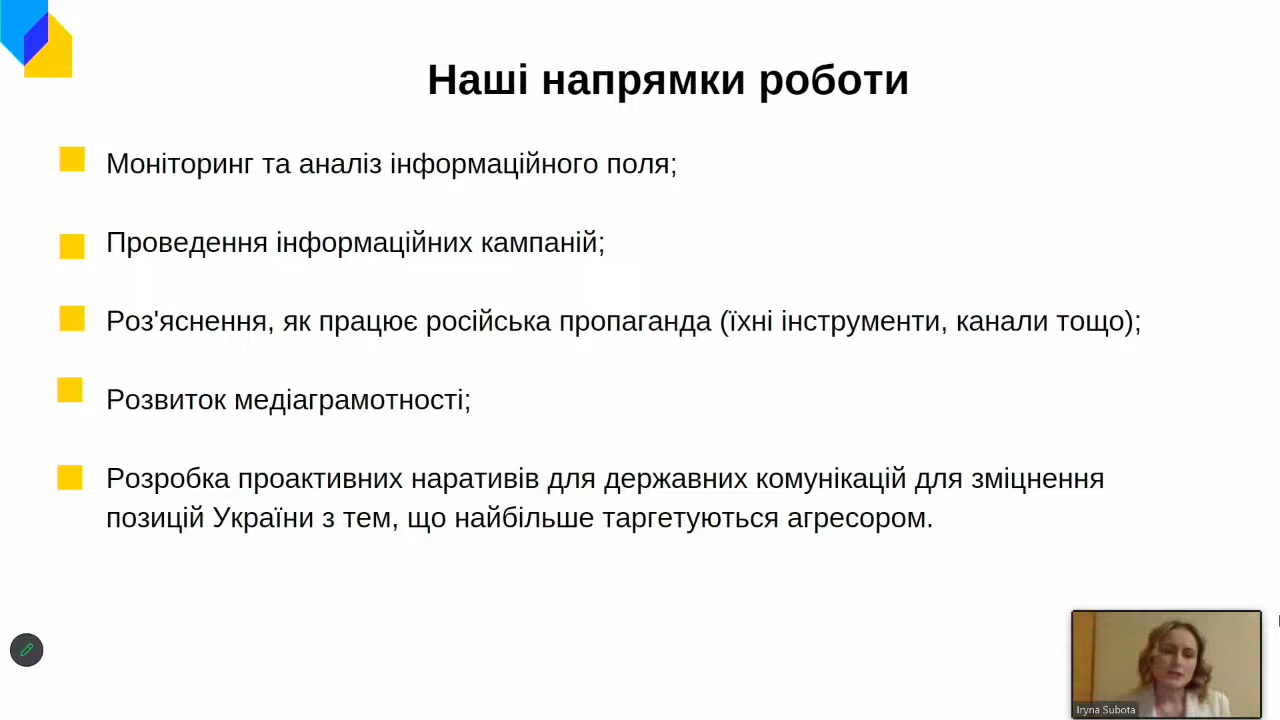 Наші напрямки роботи
Моніторинг та аналіз інформаційного поля;
Проведення інформаційних кампаній;
Роз'яснення, як працює російська пропаганда (їхні інструменти, канали тощо);
Розвиток медіаграмотності;
Розробка проактивних наративів для державних комунікацій для зміцнення
позицій України з тем, що найбільше таргетуються агресором.
Iryna Subota